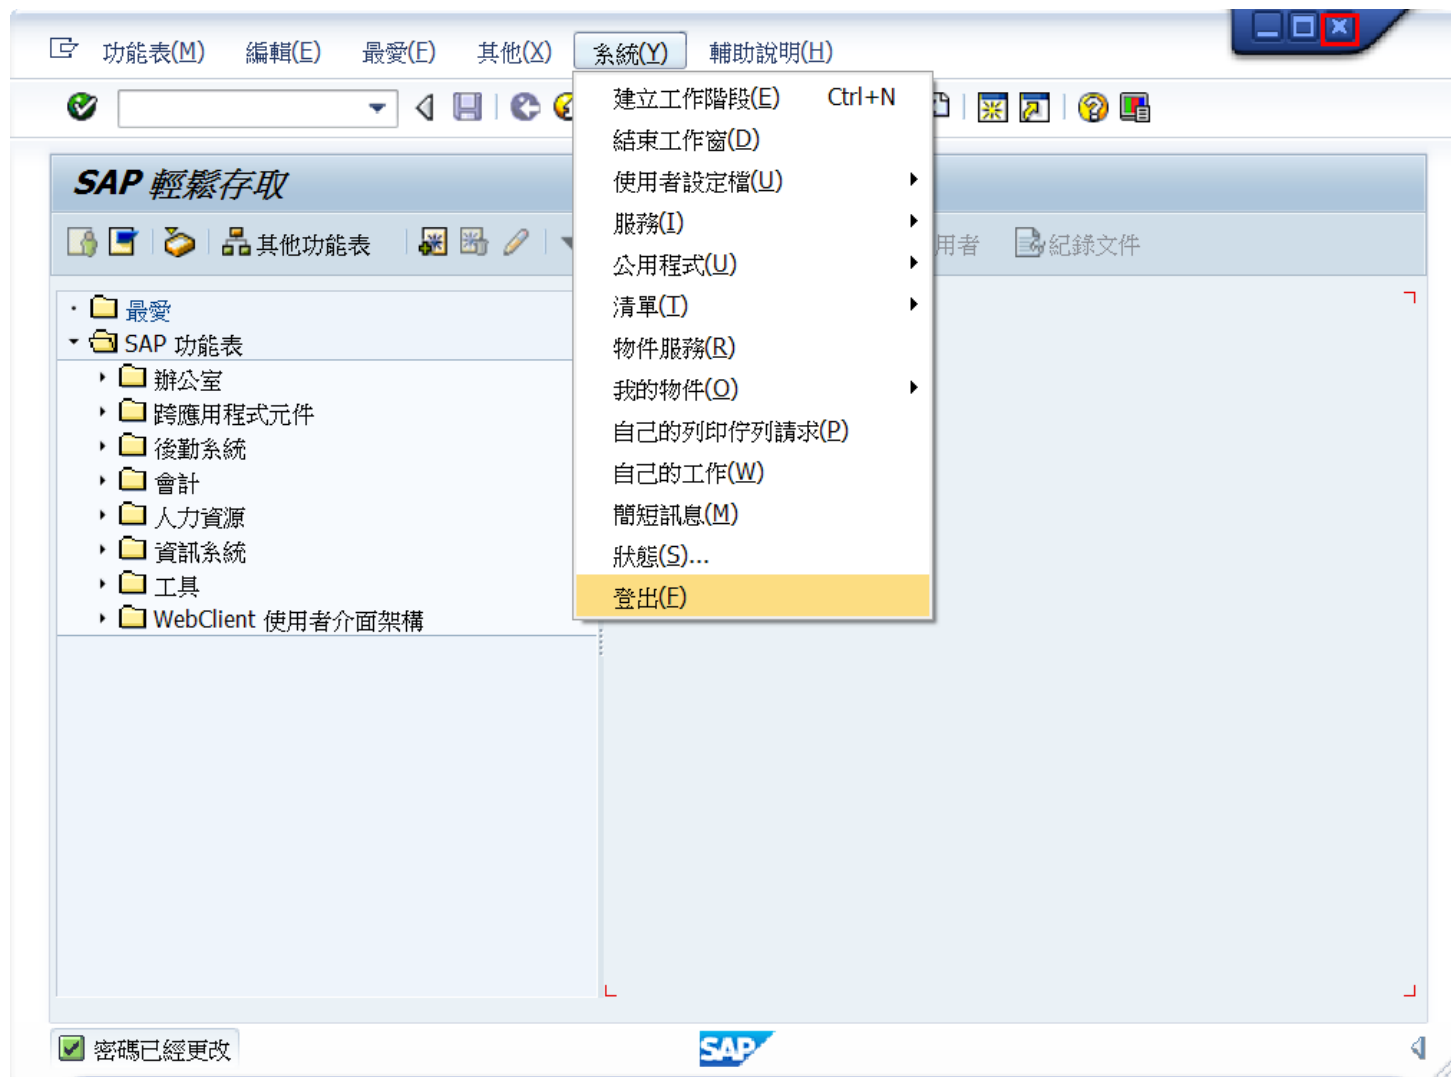 功能表(M) 編輯(E) 最愛(F) 其他(X) 系統(Y) 輔助說明(H)
建立工作階段(E) Ctrl+N
結束工作窗(D)
使用者設定檔(U)
服務(I)
公用程式(U)
清單(T)
物件服務(R)
我的物件(O)
自己的列印佇列請求(P)
自己的工作(W)
簡短訊息(M)
狀態(S)...
登出(F)
SAP 輕鬆存取
其他功能表 用者 紀錄文件
最愛
SAP 功能表
辦公室
跨應用程式元件
後勤系統
會計
人力資源
資訊系統
工具
WebClient 使用者介面架構
密碼已經更改
SAP